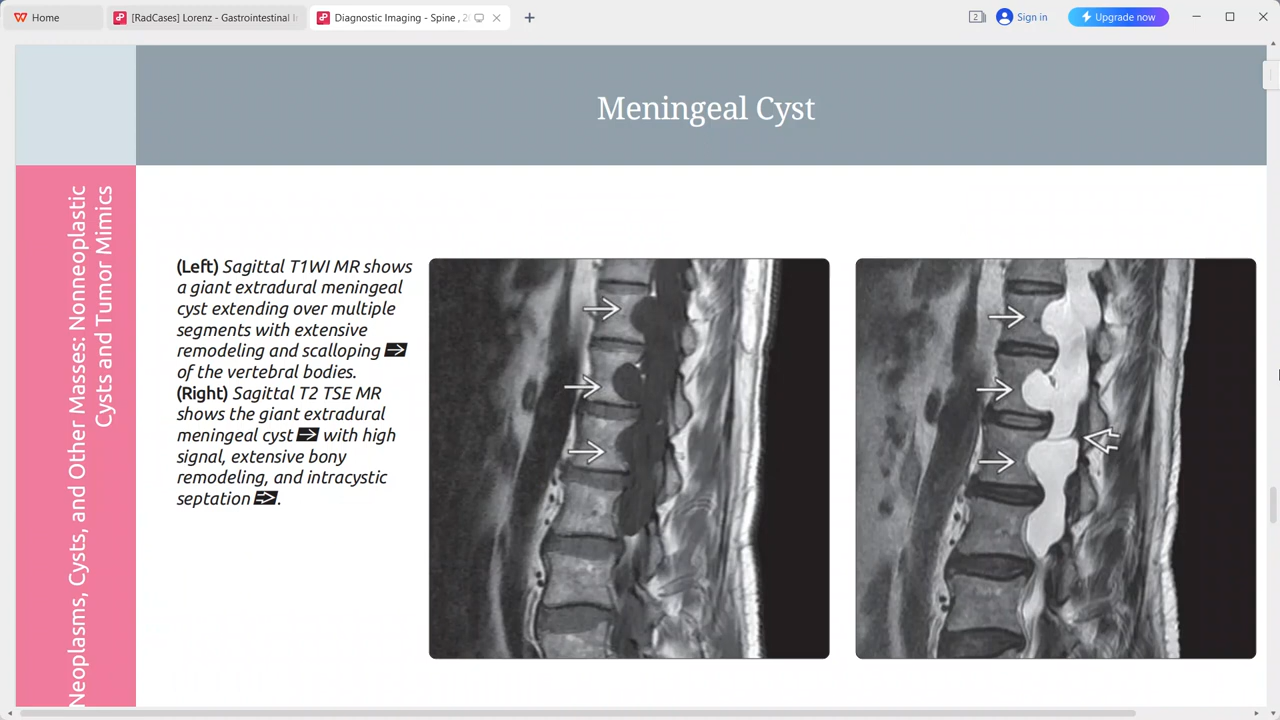 Home
[RadCases] Lorenz - Gastrointestinal I
Diagnostic Imaging - Spine , 2
2
Sign in
Upgrade now
Meningeal Cyst
Neoplasms, Cysts, and Other Masses: Nonneoplastic
Cysts and Tumor Mimics
(Left) Sagittal T1WI MR shows
a giant extradural meningeal
cyst extending over multiple
segments with extensive
remodeling and scalloping
of the vertebral bodies.
(Right) Sagittal T2 TSE MR
shows the giant extradural
meningeal cyst with high
signal, extensive bony
remodeling, and intracystic
septation .